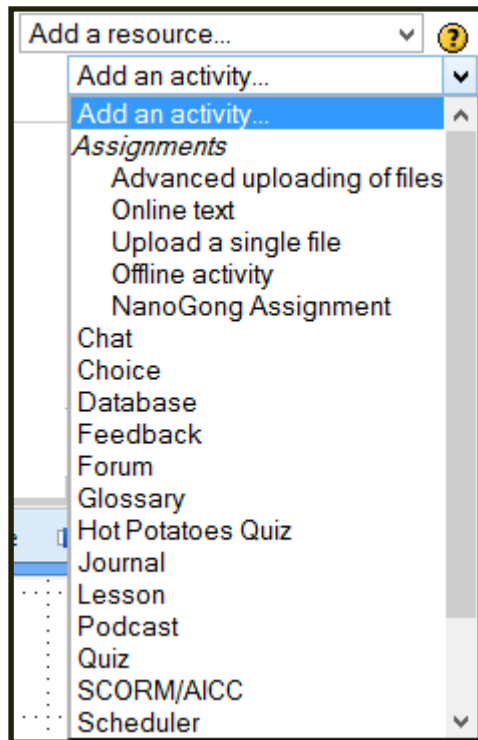 Add a resource...
?
Add an activity...
Add an activity...
Assignments
Advanced uploading of files
Online text
Upload a single file
Offline activity
NanoGong Assignment
Chat
Choice
Database
Feedback
Forum
Glossary
Hot Potatoes Quiz
Journal
Lesson
Podcast
Quiz
SCORM/AICC
Scheduler